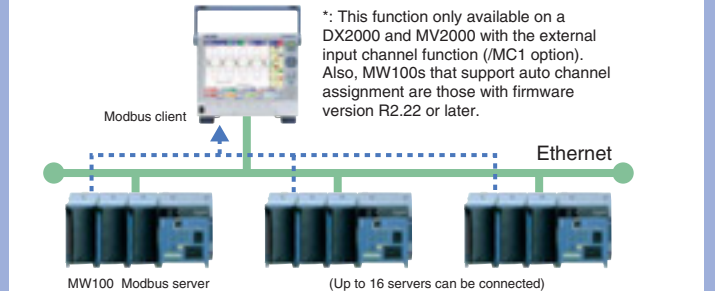 *: This function only available on a
DX2000 and MV2000 with the external
input channel function (/MC1 option).
Also, MW100s that support auto channel
assignment are those with firmware
version R2.22 or later.
Modbus client
Ethernet
MW100 Modbus server
(Up to 16 servers can be connected)